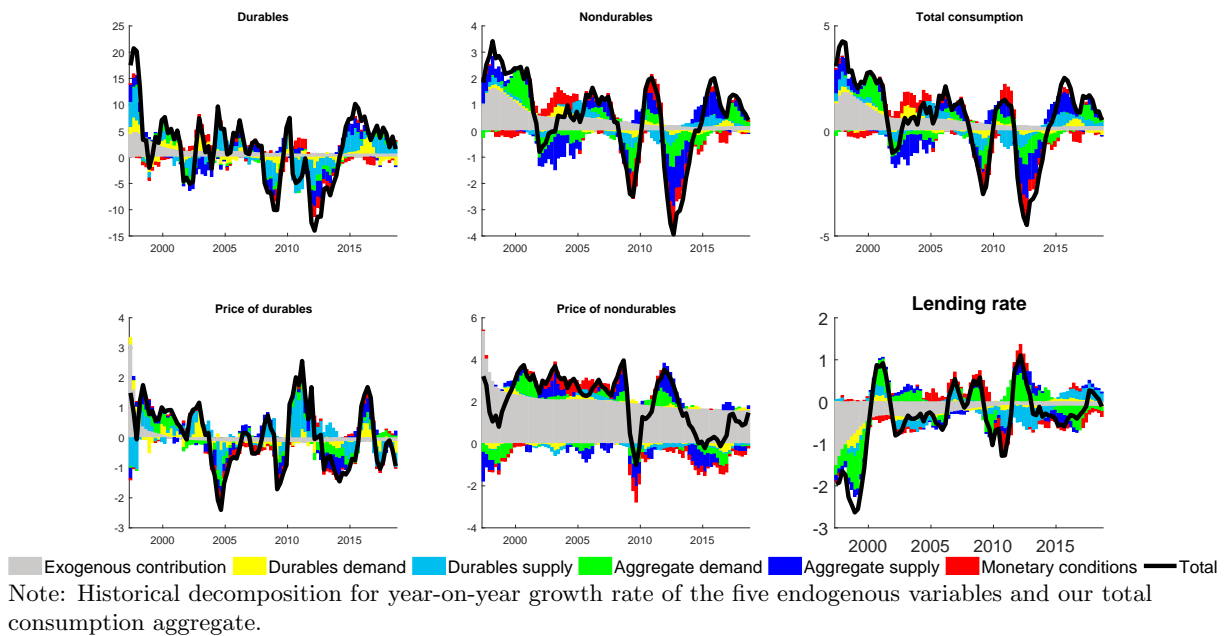 Durables
25
20
15
10
5
0
-5
-10
-15
2000 2005 2010 2015
Nondurables
4
3
2
1
0
-1
-2
-3
-4
2000 2005 2010 2015
Total consumption
5
0
-5
2000 2005 2010 2015
Price of durables
4
3
2
1
0
-1
-2
-3
2000 2005 2010 2015
Price of nondurables
6
4
2
0
-2
-4
2000 2005 2010 2015
Lending rate
2
1
0
-1
-2
-3
2000 2005 2010 2015
Exogenous contribution Durables demand Durables supply Aggregate demand Aggregate supply Monetary conditions Total
Note: Historical decomposition for year-on-year growth rate of the five endogenous variables and our total
consumption aggregate.